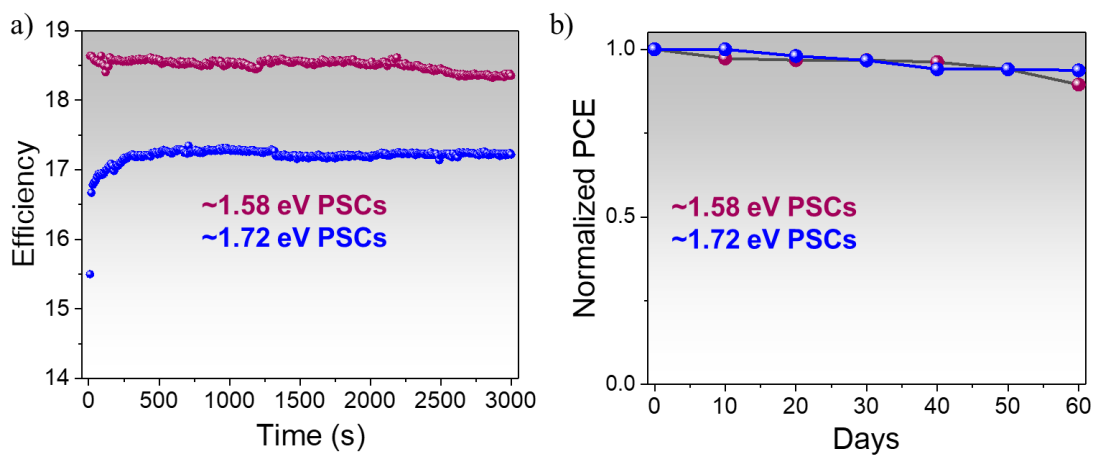 a)
19
18
17
16
15
14
Efficiency
~1.58 eV PSCs
~1.72 eV PSCs
0
500
1000
1500
2000
2500
3000
Time (s)
b)
1.0
0.5
0.0
Normalized PCE
~1.58 eV PSCs
~1.72 eV PSCs
0
10
20
30
40
50
60
Days